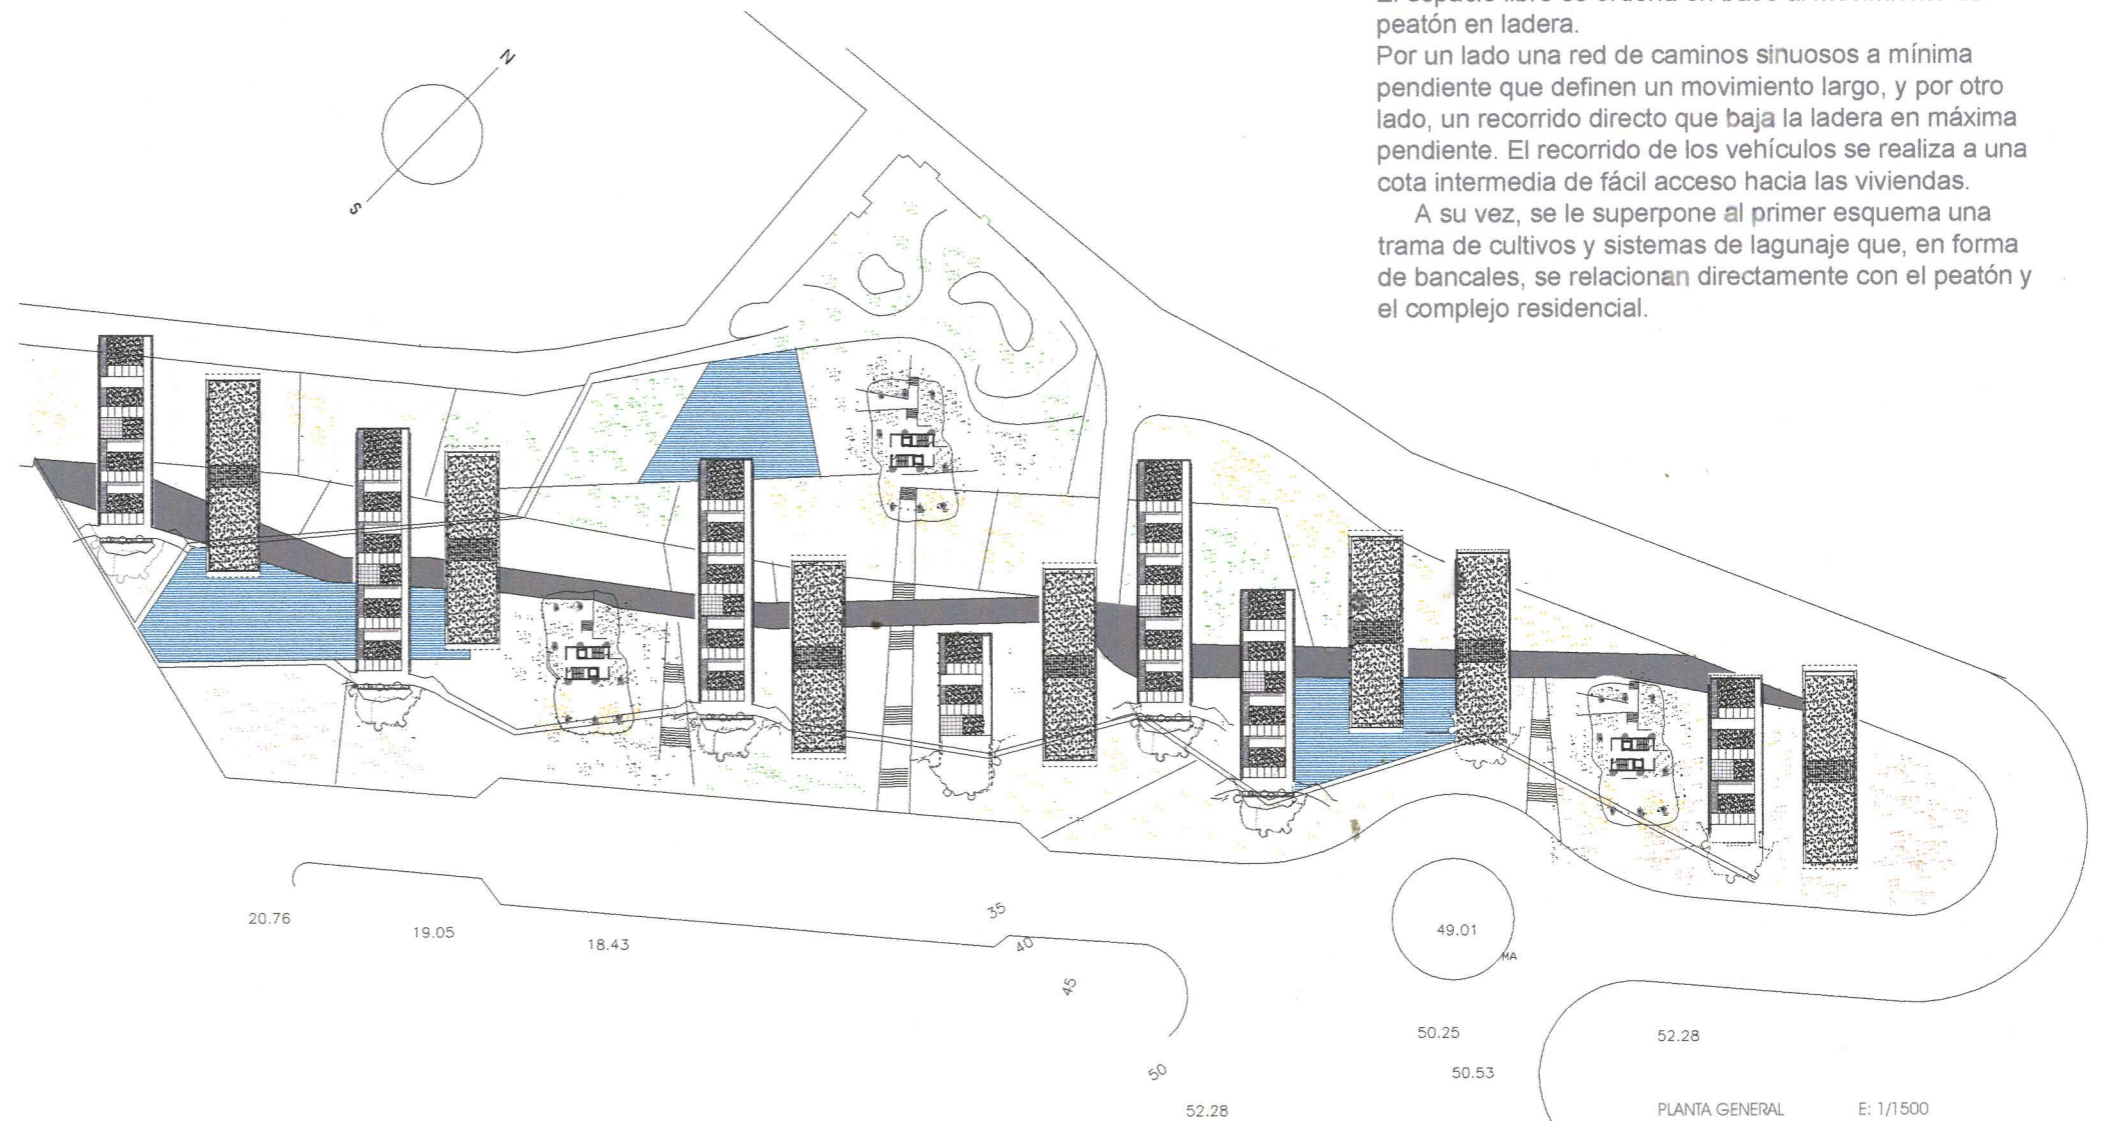 peatón en ladera.
Por un lado una red de caminos sinuosos a mínima
pendiente que definen un movimiento largo, y por otro
lado, un recorrido directo que baja la ladera en máxima
pendiente. El recorrido de los vehículos se realiza a una
cota intermedia de fácil acceso hacia las viviendas.
A su vez, se le superpone al primer esquema una
trama de cultivos y sistemas de lagunaje que, en forma
de bancales, se relacionan directamente con el peatón y
el complejo residencial.
N
S
20.76
19.05
18.43
35
40
45
50
52.28
49.01
MA
50.25
50.53
52.28
PLANTA GENERAL E: 1/1500